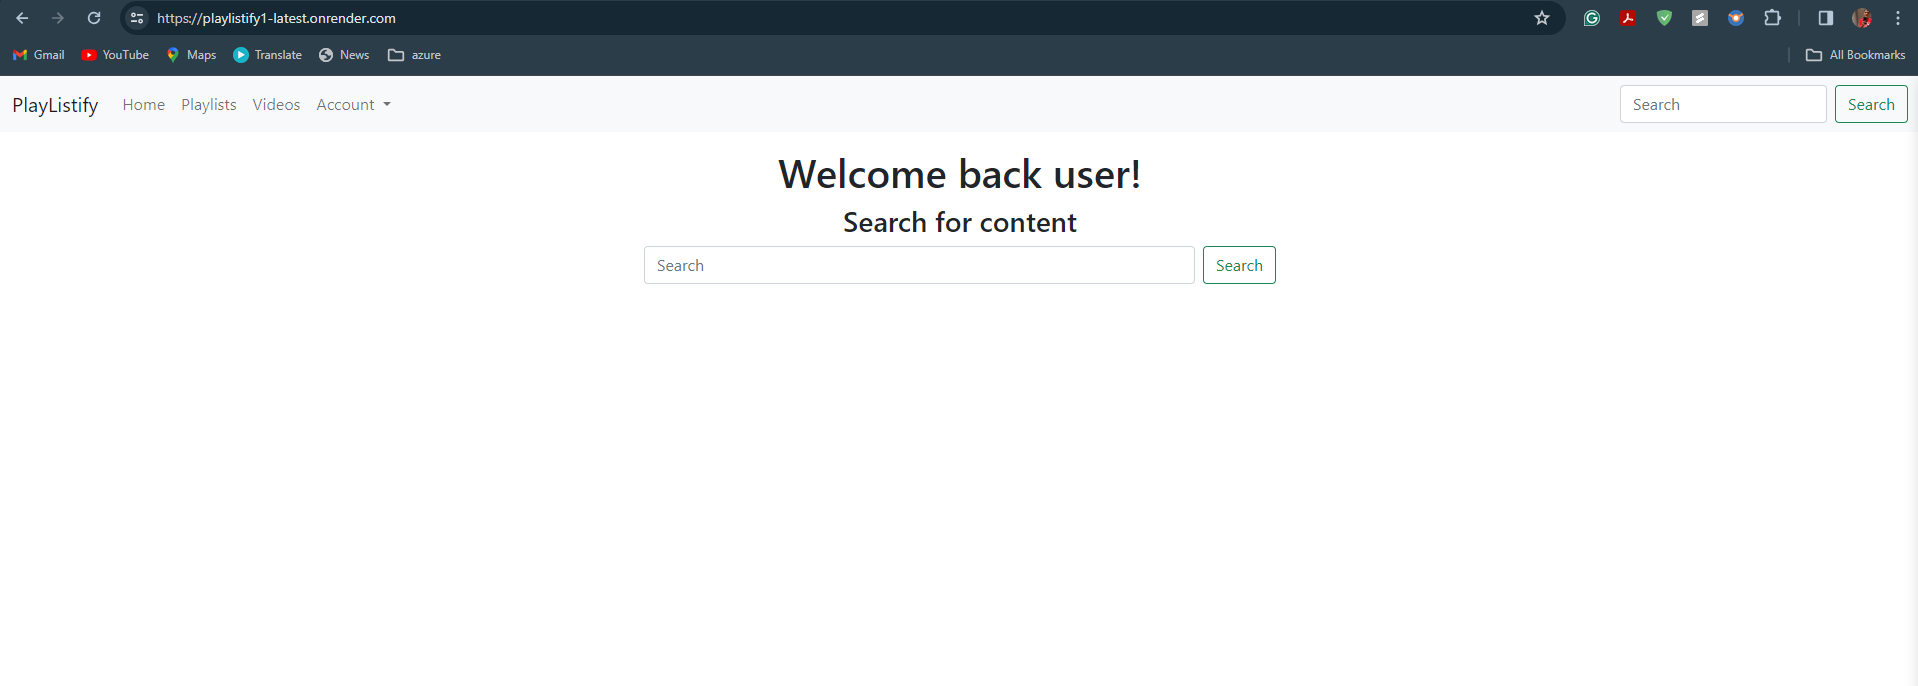 https://playlistify1-latest.onrender.com
Gmail YouTube Maps Translate News azure All Bookmarks
PlayListify Home Playlists Videos Account Search Search
Welcome back user!
Search for content
Search Search